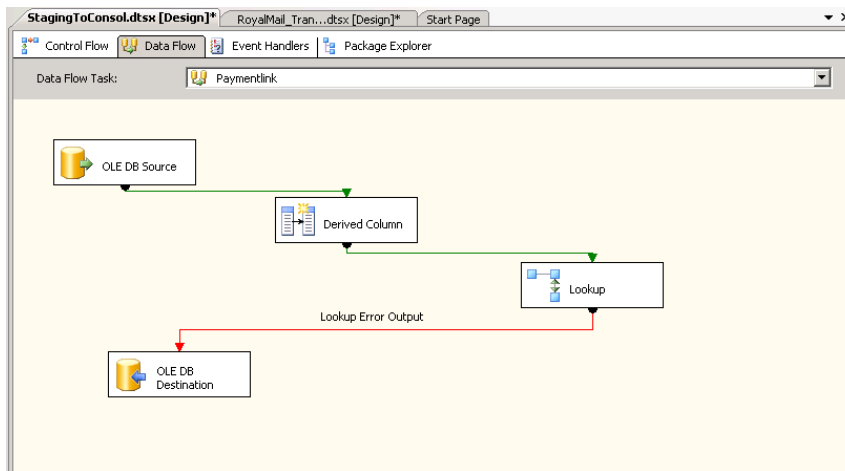 StagingToConsol.dtsx [Design]* RoyalMail_Tran...dtsx [Design]* Start Page
Control Flow Data Flow Event Handlers Package Explorer
Data Flow Task: Paymentlink
OLE DB Source
Derived Column
Lookup
Lookup Error Output
OLE DB
Destination